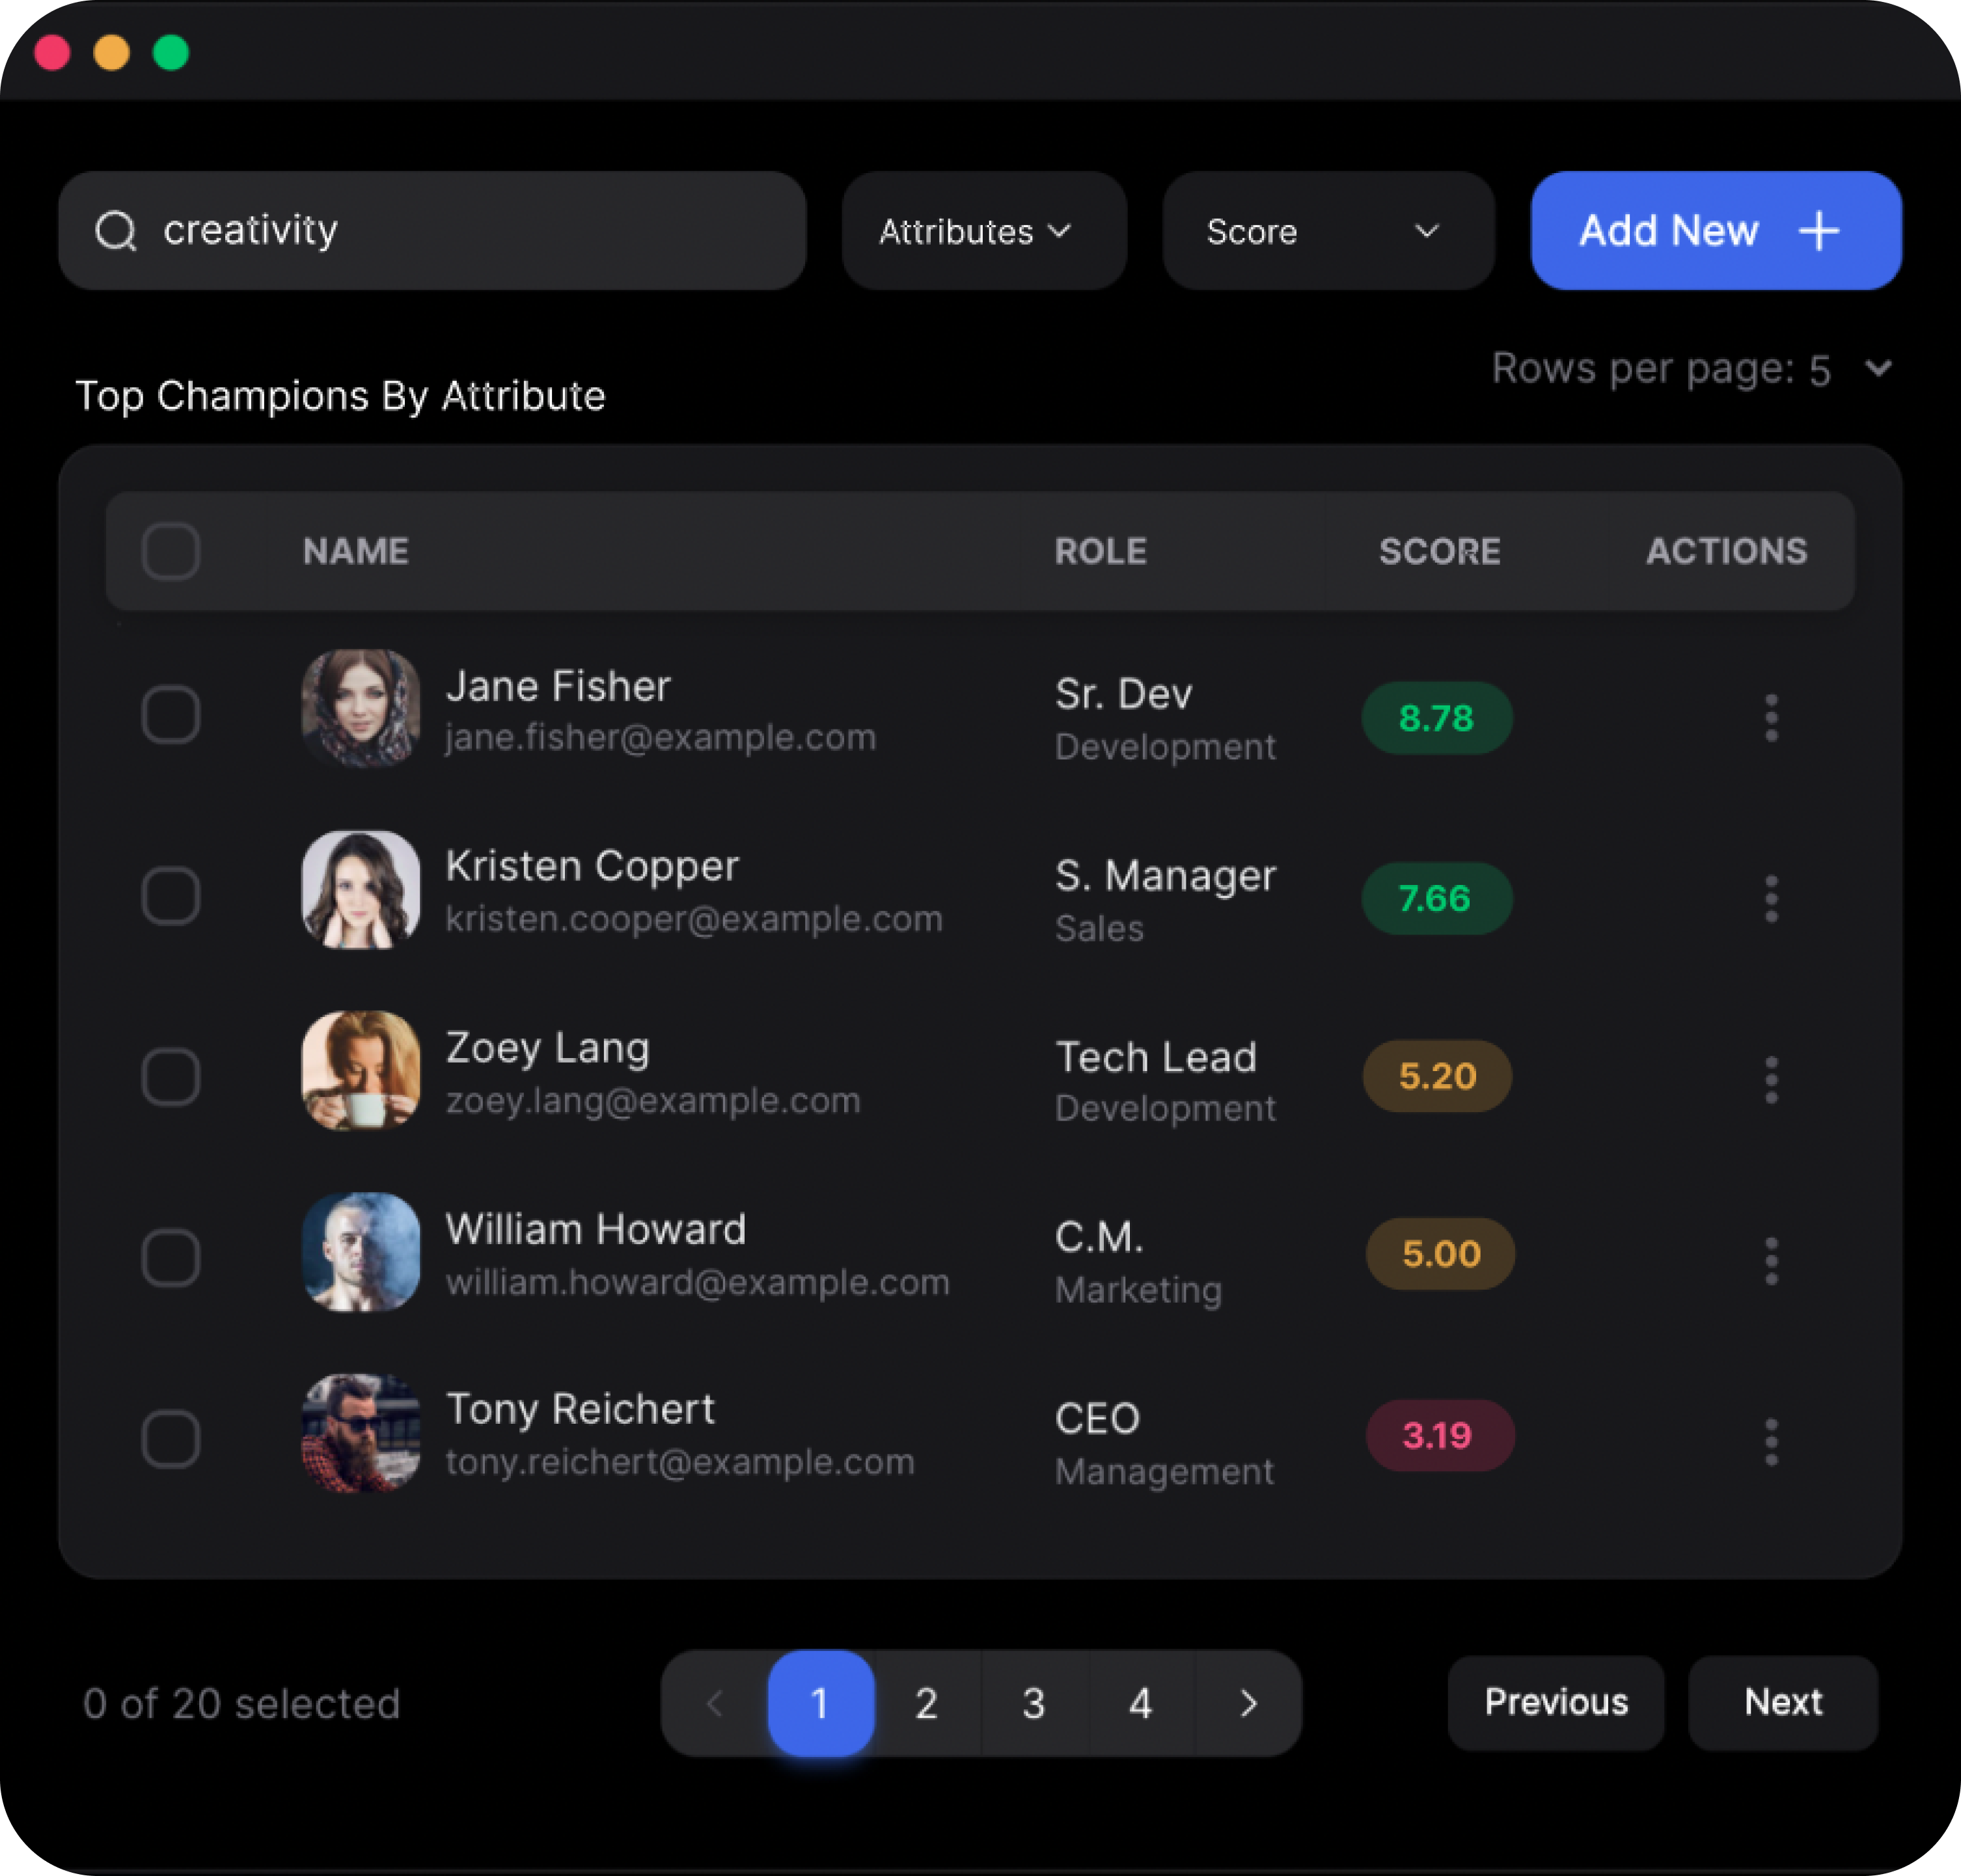 creativity
Attributes
Score
Add New
Rows per page: 5
Top Champions By Attribute
NAME ROLE SCORE ACTIONS
Jane Fisher
jane.fisher@example.com
Sr. Dev
Development
8.78
Kristen Copper
kristen.cooper@example.com
S. Manager
Sales
7.66
Zoey Lang
zoey.lang@example.com
Tech Lead
Development
5.20
William Howard
william.howard@example.com
C.M.
Marketing
5.00
Tony Reichert
tony.reichert@example.com
CEO
Management
3.19
0 of 20 selected
1 2 3 4
Previous
Next